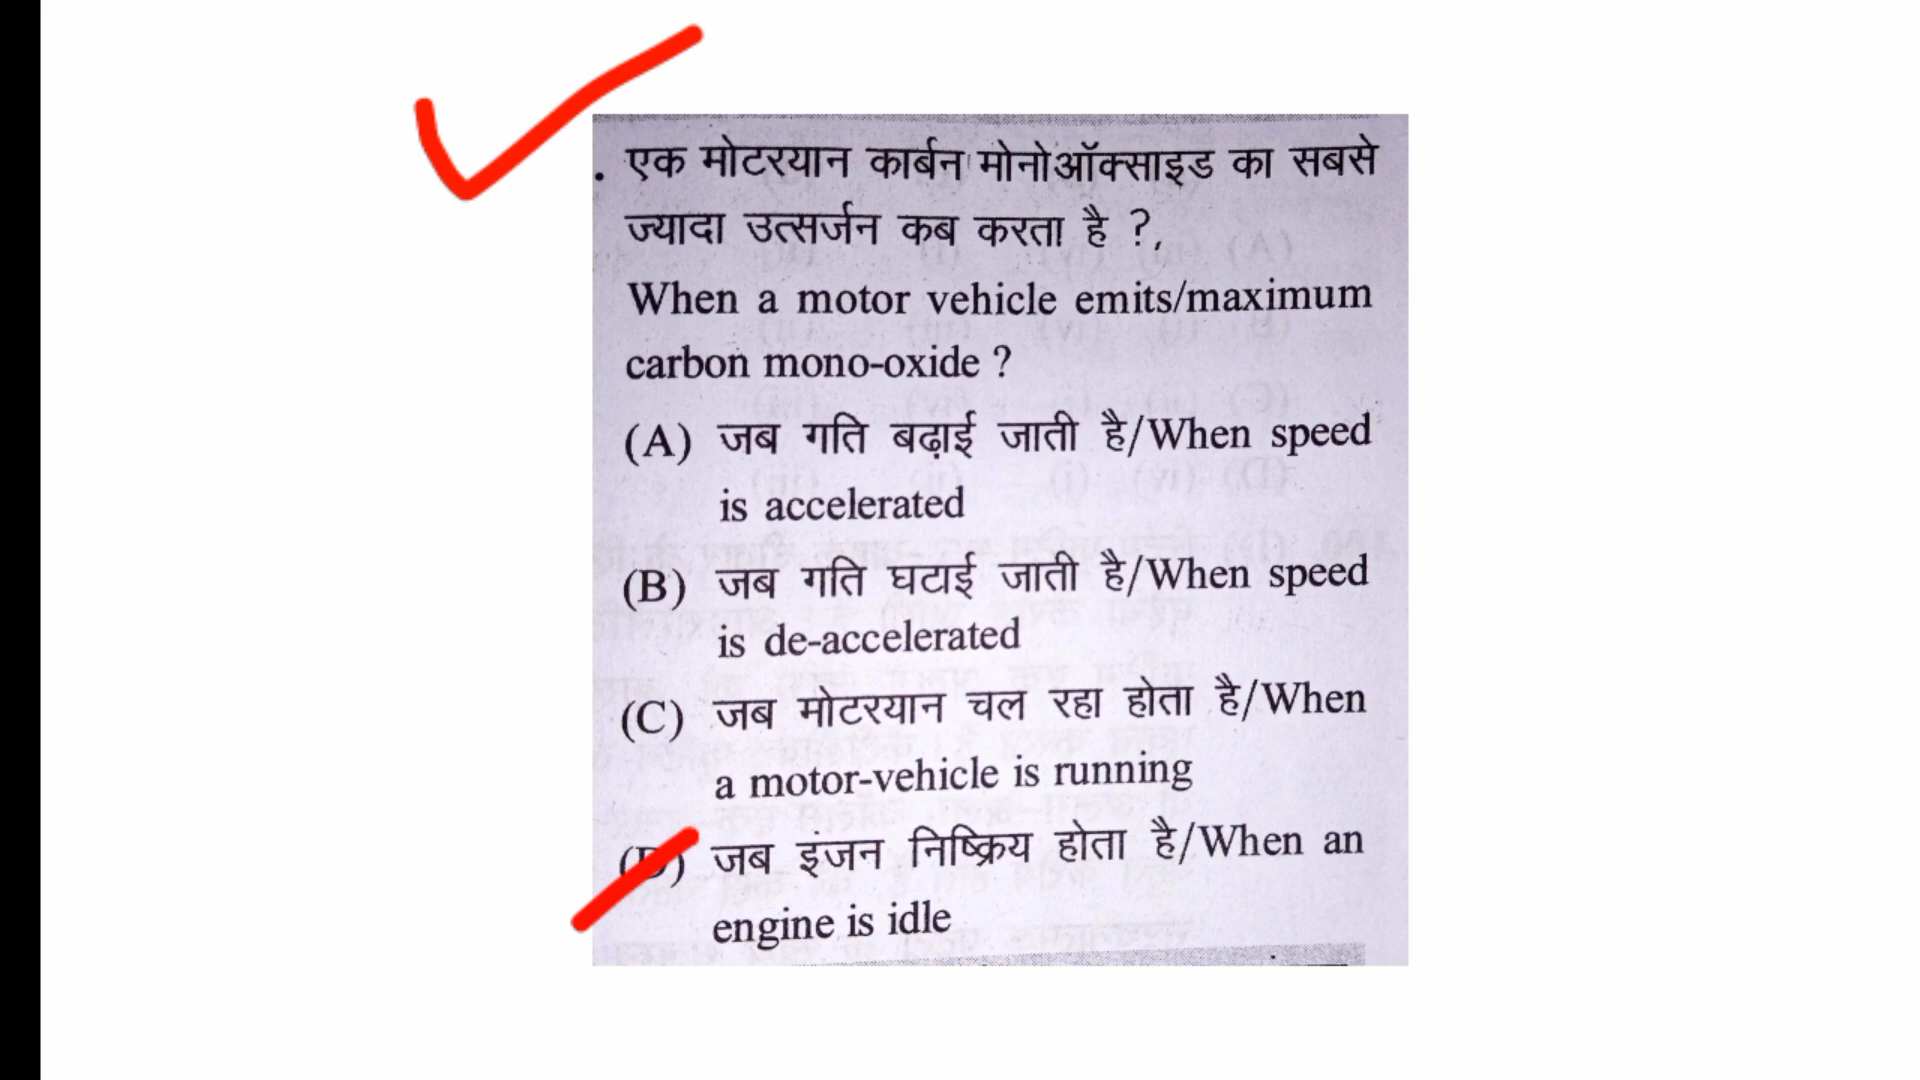 . एक मोटरयान कार्बन मोनोऑक्साइड का सबसे
ज्यादा उत्सर्जन कब करता है ?,
When a motor vehicle emits/maximum
carbon mono-oxide ?
(A) जब गति बढ़ाई जाती है/When speed
is accelerated
(B) जब गति घटाई जाती है/When speed
is de-accelerated
(C) जब मोटरयान चल रहा होता है/When
a motor-vehicle is running
(D) जब इंजन निष्क्रिय होता है/When an
engine is idle